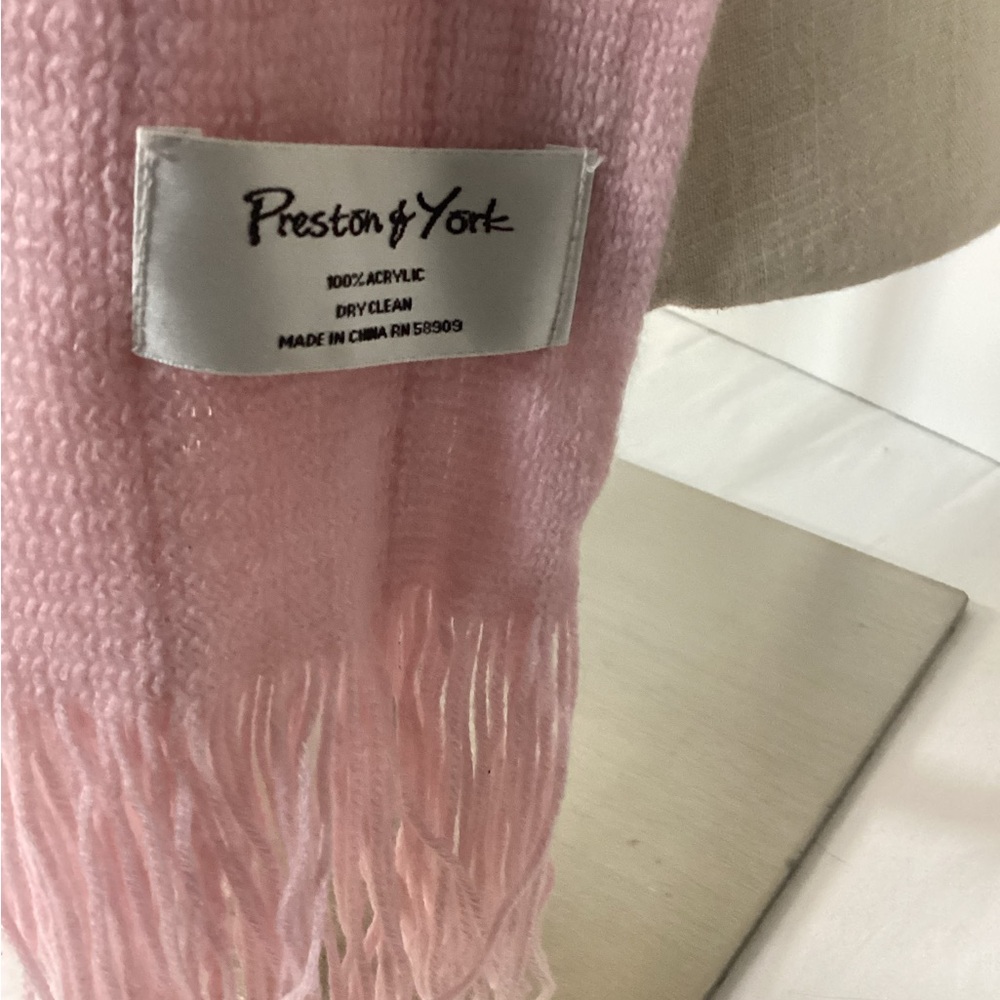 Preston & York
100% ACRYLIC
DRY CLEAN
MADE IN CHINA RN 58909